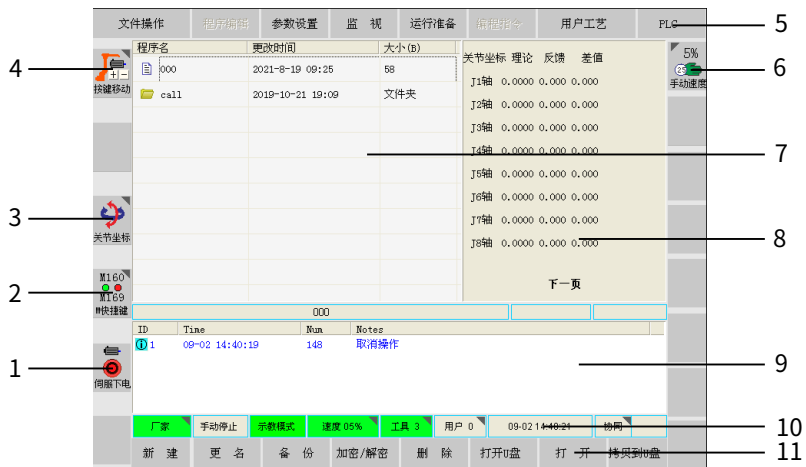 文件操作 程序编辑 参数设置 监 视 运行准备 编程指令 用户工艺 PLC 5
程序名 更改时间 大小(B)
000 2021-8-19 09:25 58
call 2019-10-21 19:09 文件夹
关节坐标 理论 反馈 差值
J1轴 0.0000 0.000 0.000
J2轴 0.0000 0.000 0.000
J3轴 0.0000 0.000 0.000
J4轴 0.0000 0.000 0.000
J5轴 0.0000 0.000 0.000
J6轴 0.0000 0.000 0.000
J7轴 0.0000 0.000 0.000
J8轴 0.0000 0.000 0.000
下一页
4
按键移动
3
关节坐标
2
M160
M169
M快捷键
1
伺服下电
5%
25
手动速度
6
7
8
000
ID Time Num Notes
1 09-02 14:40:19 148 取消操作
9
厂家 手动停止 示教模式 速度 05% 工具 3 用户 0 09-02 14:40:21 协同 10
新 建 更 名 备 份 加密/解密 删 除 打开U盘 打 开 拷贝到U盘 11